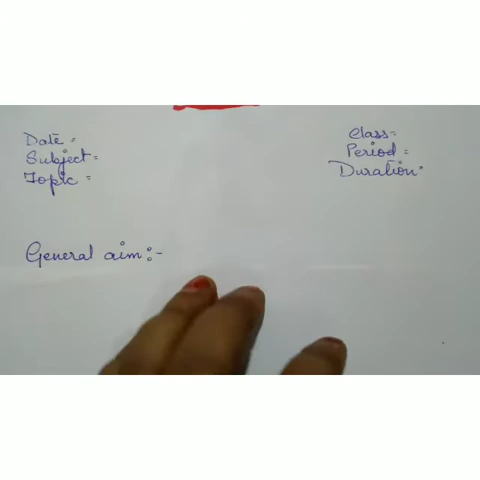 Date =
Subject =
Topic =
Class=
Period =
Duration =
General aim :-